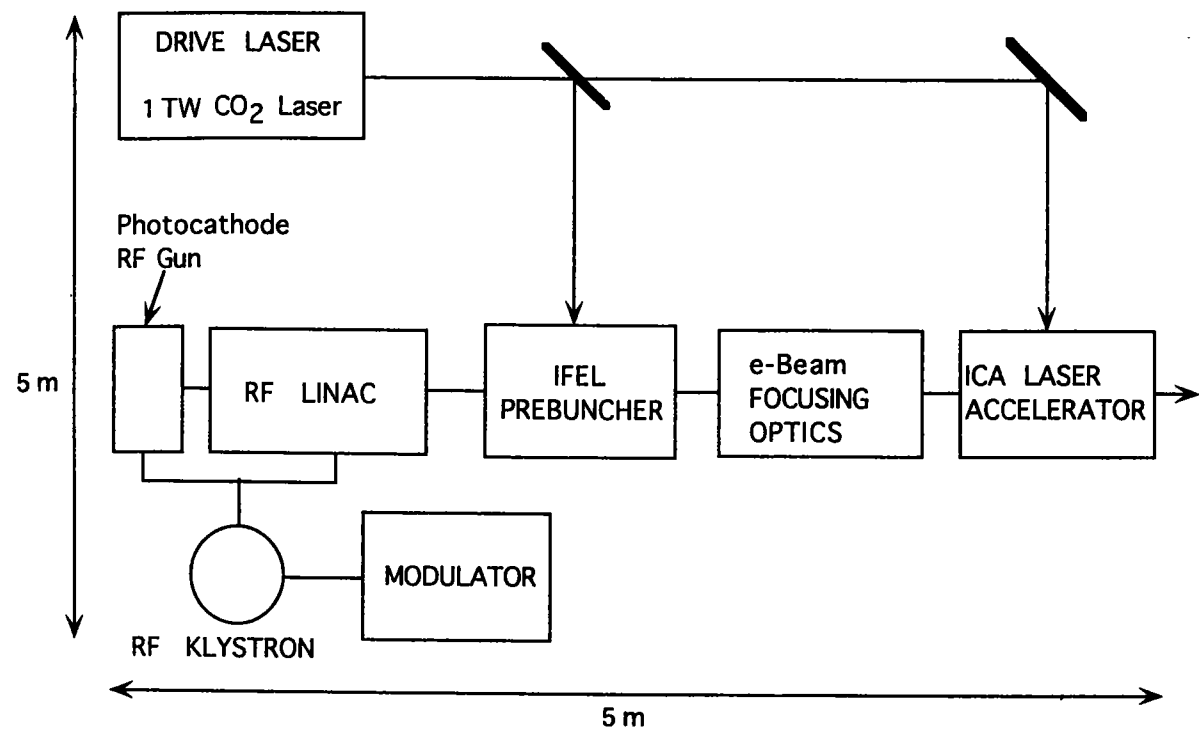 DRIVE LASER
1 TW CO2 Laser
Photocathode
RF Gun
5 m
RF LINAC
IFEL
PREBUNCHER
e-Beam
FOCUSING
OPTICS
ICA LASER
ACCELERATOR
MODULATOR
RF KLYSTRON
5 m